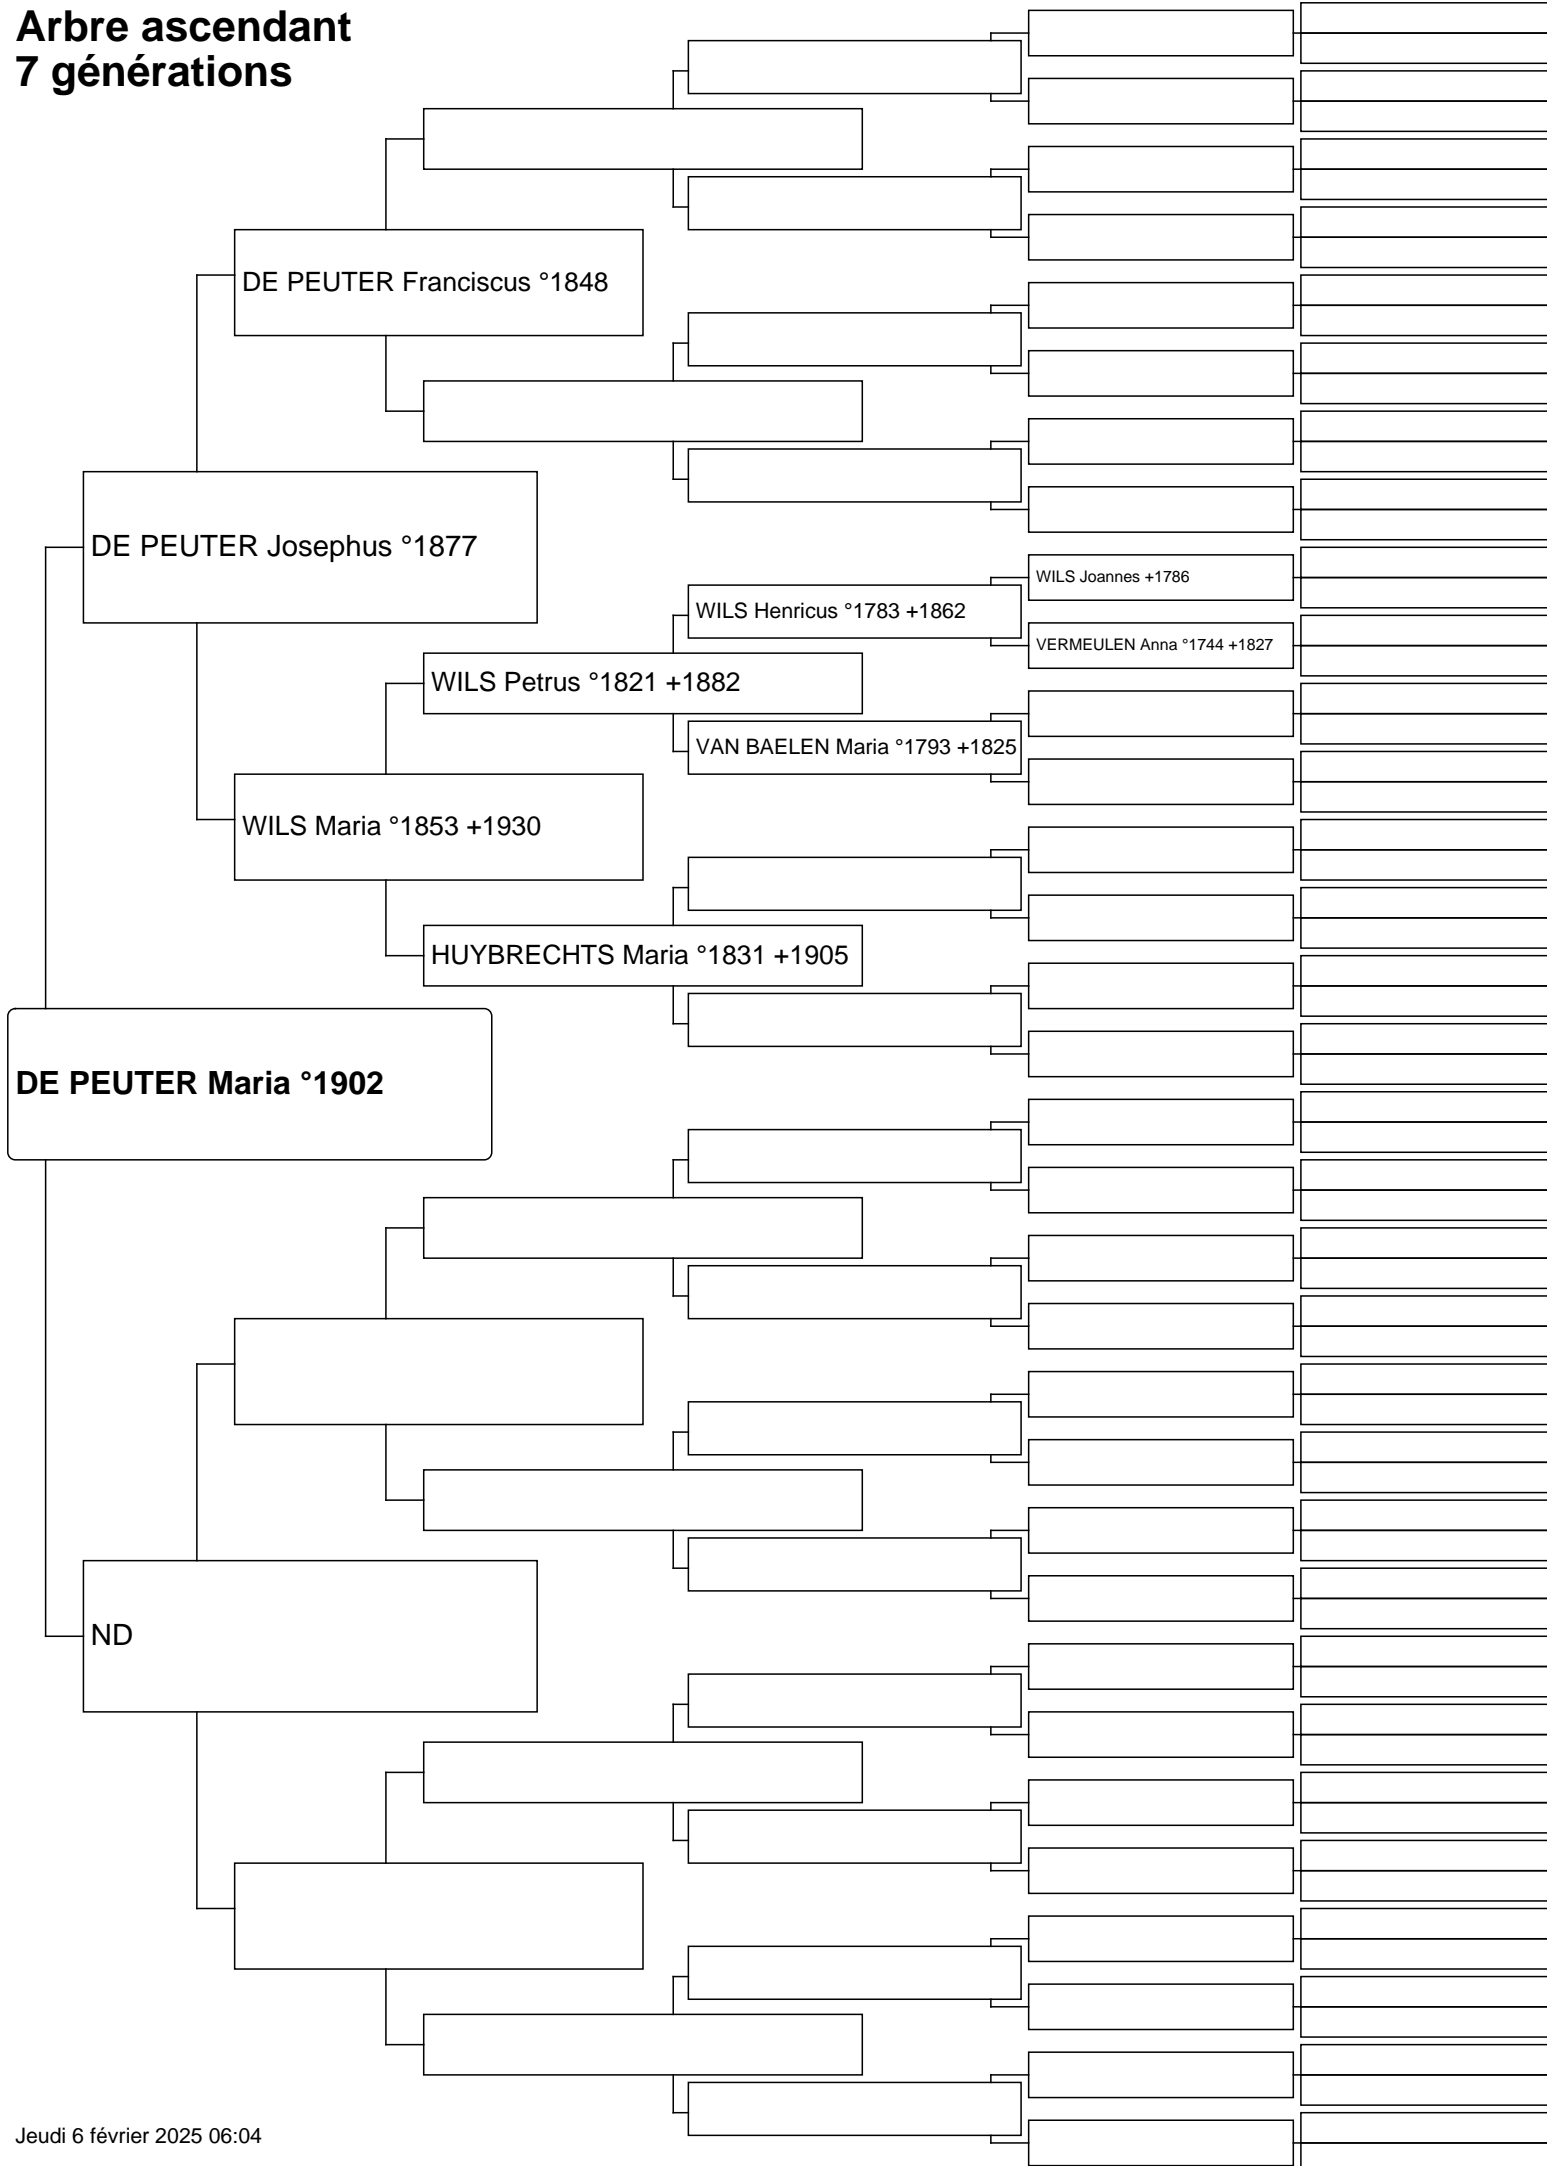 Arbre ascendant
7 générations
DE PEUTER Franciscus °1848
DE PEUTER Josephus °1877
WILS Joannes +1786
WILS Henricus °1783 +1862
VERMEULEN Anna °1744 +1827
WILS Petrus °1821 +1882
VAN BAELEN Maria °1793 +1825
WILS Maria °1853 +1930
HUYBRECHTS Maria °1831 +1905
DE PEUTER Maria °1902
ND
Jeudi 6 février 2025 06:04